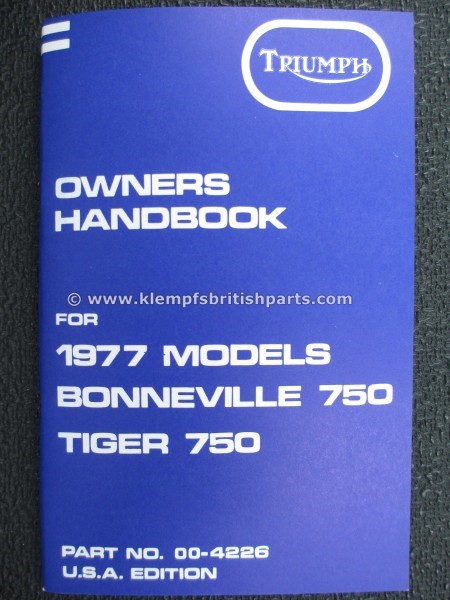 TRIUMPH
OWNERS
HANDBOOK
© www.klempfsbritishparts.com
FOR
1977 MODELS
BONNEVILLE 750
TIGER 750
PART NO. 00-4226
U.S.A. EDITION